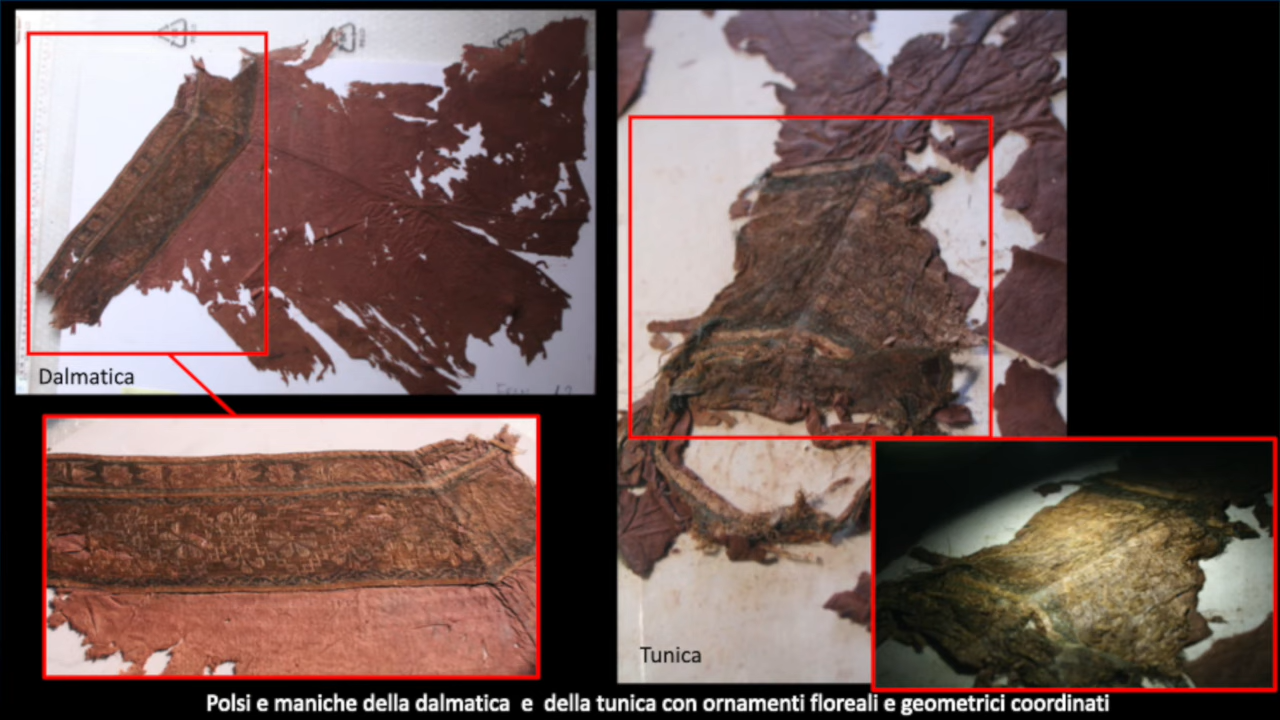 Dalmatica
Tunica
Polsi e maniche della dalmatica e della tunica con ornamenti floreali e geometrici coordinati